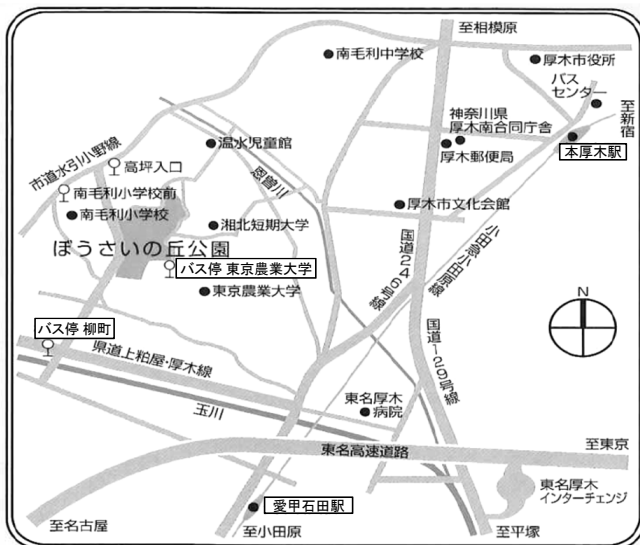 至相模原
南毛利中学校
厚木市役所
バス
センター
至新宿
神奈川県
厚木南合同庁舎
厚木郵便局
本厚木駅
温水児童館
恩曽川
市道水引小野線
高坪入口
南毛利小学校前
南毛利小学校
湘北短期大学
厚木市文化会館
ぼうさいの丘公園
バス停 東京農業大学
東京農業大学
国道246号線
小田急小田原線
N
バス停 柳町
県道上粕屋・厚木線
国道129号線
玉川
東名厚木
病院
東名高速道路
至東京
東名厚木
インターチェンジ
愛甲石田駅
至名古屋
至小田原
至平塚